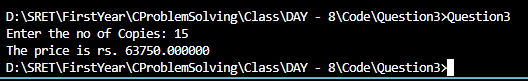 D:\SRET\FirstYear\CProblemSolving\Class\DAY - 8\Code\Question3>Question3
Enter the no of Copies: 15
The price is rs. 63750.000000
D:\SRET\FirstYear\CProblemSolving\Class\DAY - 8\Code\Question3>